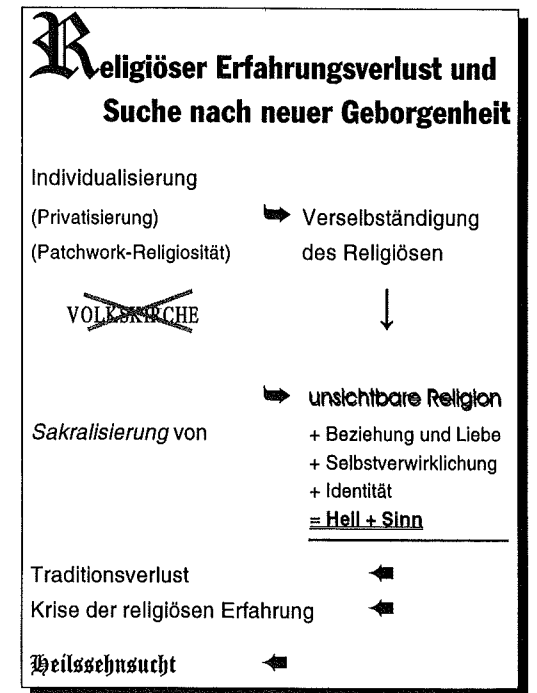 Religiöser Erfahrungsverlust und
Suche nach neuer Geborgenheit
Individualisierung
(Privatisierung)
Verselbständigung
(Patchwork-Religiosität)
des Religiösen
VOLKSKIRCHE
unsichtbare Religion
Sakralisierung von
+ Beziehung und Liebe
+ Selbstverwirklichung
+ Identität
= Heil + Sinn
Traditionsverlust
Krise der religiösen Erfahrung
Heilssehnsucht